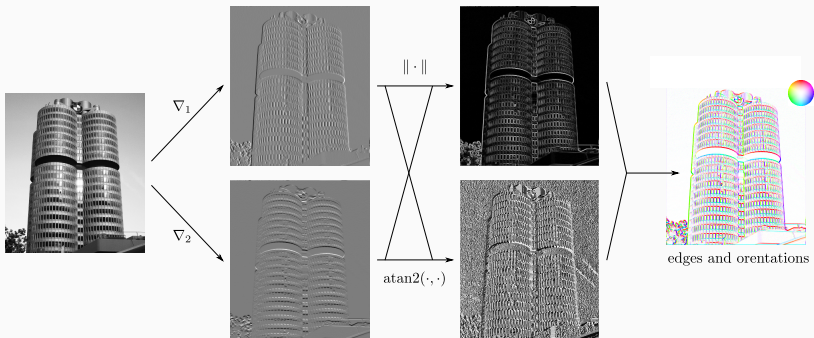 ∇₁
∇₂
‖ · ‖
atan2(·, ·)
edges and orentations